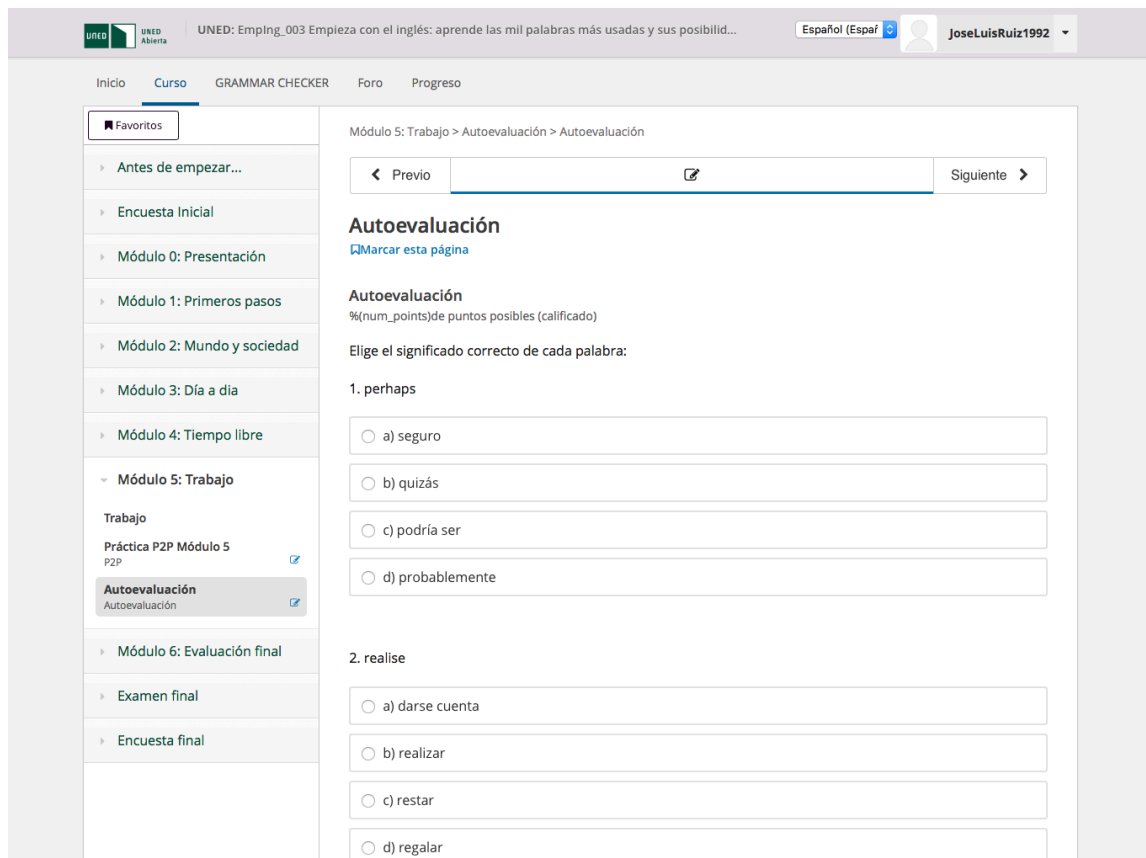 UNED
UNED
Abierta
UNED: EmpIng_003 Empieza con el inglés: aprende las mil palabras más usadas y sus posibilid...
Español (Españ
JoseLuisRuiz1992
Inicio
Curso
GRAMMAR CHECKER
Foro
Progreso
Favoritos
Antes de empezar...
Encuesta Inicial
Módulo 0: Presentación
Módulo 1: Primeros pasos
Módulo 2: Mundo y sociedad
Módulo 3: Día a dia
Módulo 4: Tiempo libre
Módulo 5: Trabajo
Trabajo
Práctica P2P Módulo 5
P2P
Autoevaluación
Autoevaluación
Módulo 6: Evaluación final
Examen final
Encuesta final
Módulo 5: Trabajo > Autoevaluación > Autoevaluación
Previo
Siguiente
Autoevaluación
Marcar esta página
Autoevaluación
%(num_points)de puntos posibles (calificado)
Elige el significado correcto de cada palabra:
1. perhaps
a) seguro
b) quizás
c) podría ser
d) probablemente
2. realise
a) darse cuenta
b) realizar
c) restar
d) regalar